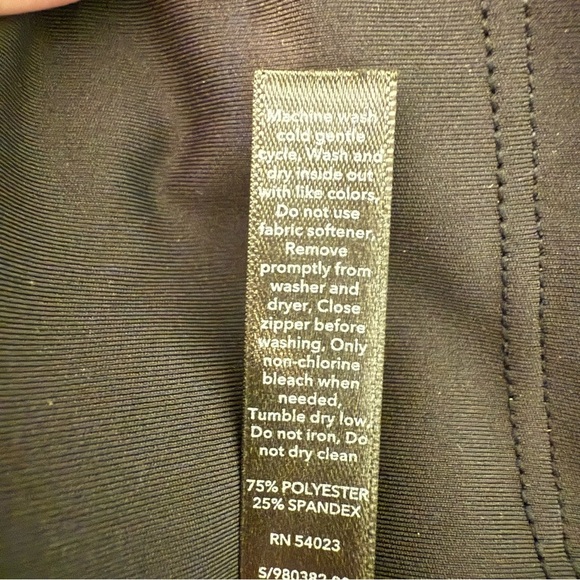 Machine wash
cold gentle
cycle, Wash and
dry inside out
with like colors,
Do not use
fabric softener,
Remove
promptly from
washer and
dryer, Close
zipper before
washing, Only
non-chlorine
bleach when
needed,
Tumble dry low,
Do not iron, Do
not dry clean
75% POLYESTER
25% SPANDEX
RN 54023
S/980382